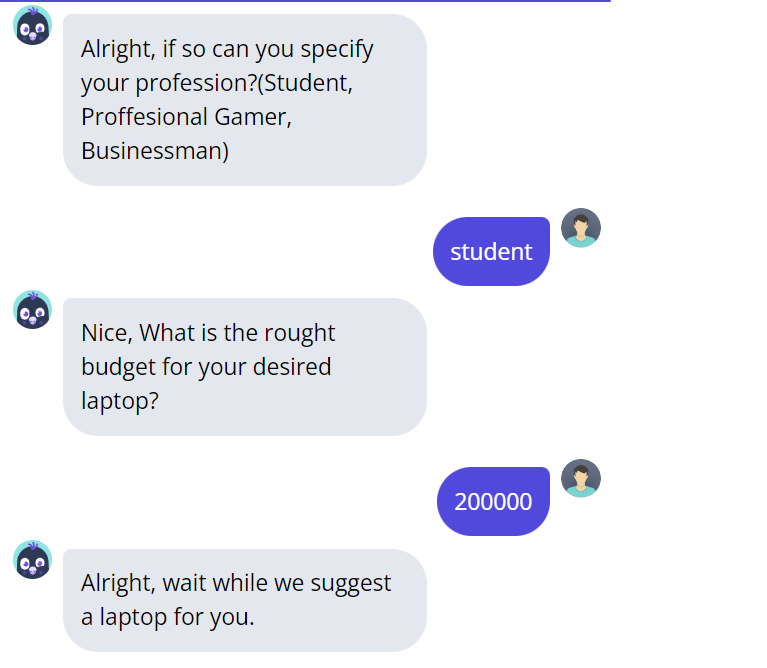 Alright, if so can you specify
your profession?(Student,
Proffesional Gamer,
Businessman)
student
Nice, What is the rought
budget for your desired
laptop?
200000
Alright, wait while we suggest
a laptop for you.